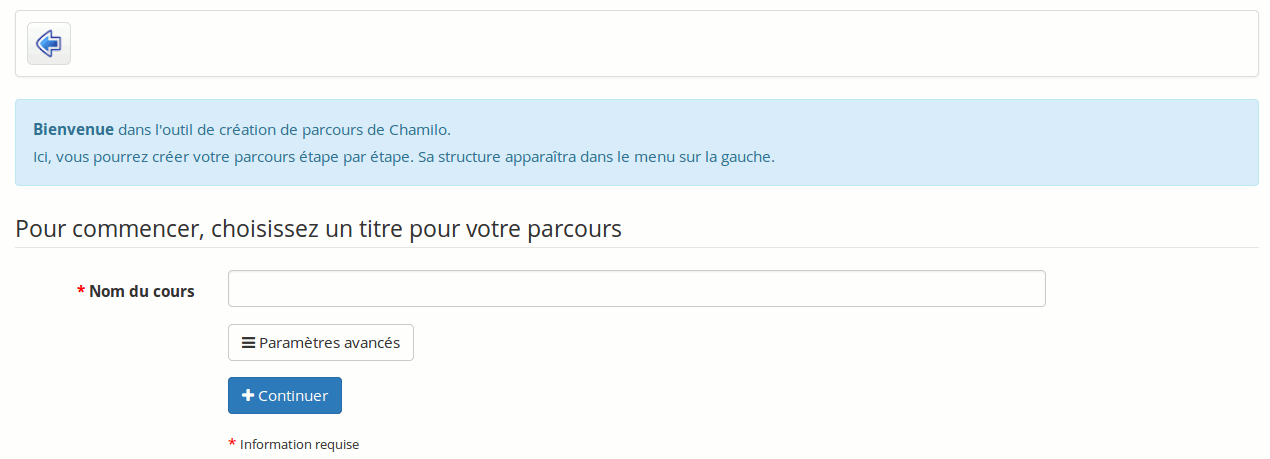 Bienvenue dans l'outil de création de parcours de Chamilo.
Ici, vous pourrez créer votre parcours étape par étape. Sa structure apparaîtra dans le menu sur la gauche.
Pour commencer, choisissez un titre pour votre parcours
* Nom du cours
Paramètres avancés
Continuer
* Information requise